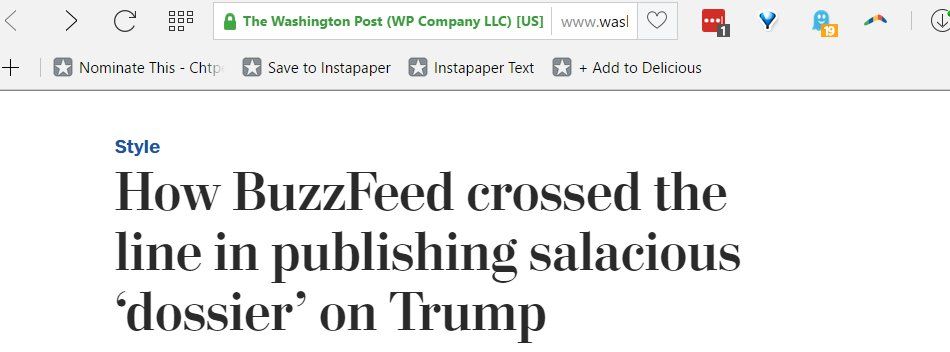 The Washington Post (WP Company LLC) [US] www.was
1
19
Nominate This - Chtp Save to Instapaper Instapaper Text + Add to Delicious
Style
How BuzzFeed crossed the
line in publishing salacious
‘dossier’ on Trump